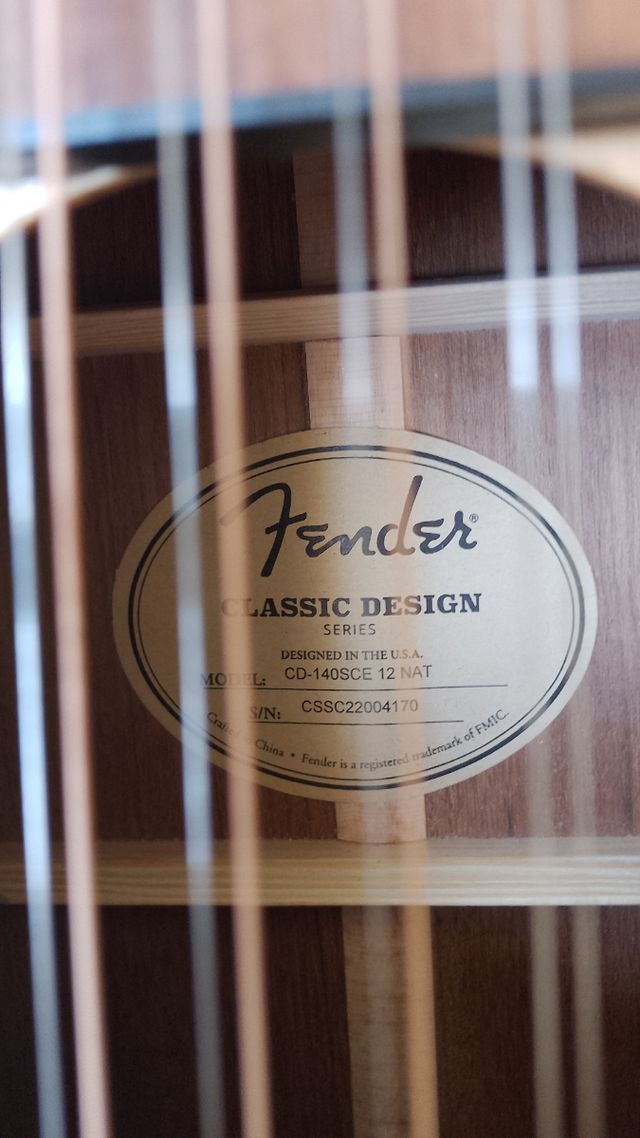 Fender®
CLASSIC DESIGN
SERIES
DESIGNED IN THE U.S.A.
MODEL: CD-140SCE 12 NAT
S/N: CSSC22004170
Crafted in China • Fender is a registered trademark of FMIC.